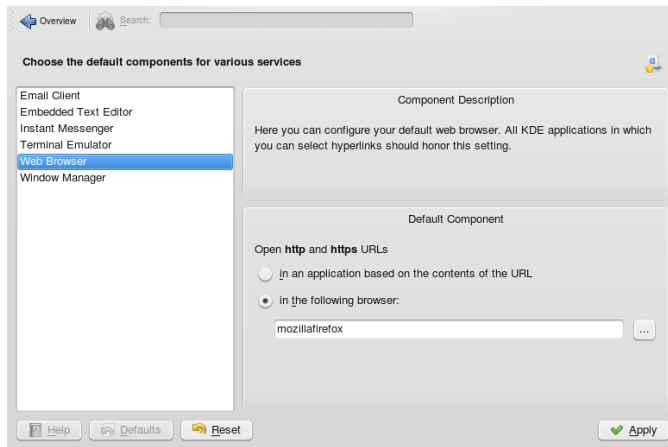 Overview
Search:
Choose the default components for various services
Email Client
Embedded Text Editor
Instant Messenger
Terminal Emulator
Web Browser
Window Manager
Component Description
Here you can configure your default web browser. All KDE applications in which
you can select hyperlinks should honor this setting.
Default Component
Open http and https URLs
in an application based on the contents of the URL
in the following browser:
mozillafirefox
...
Help
Defaults
Reset
Apply